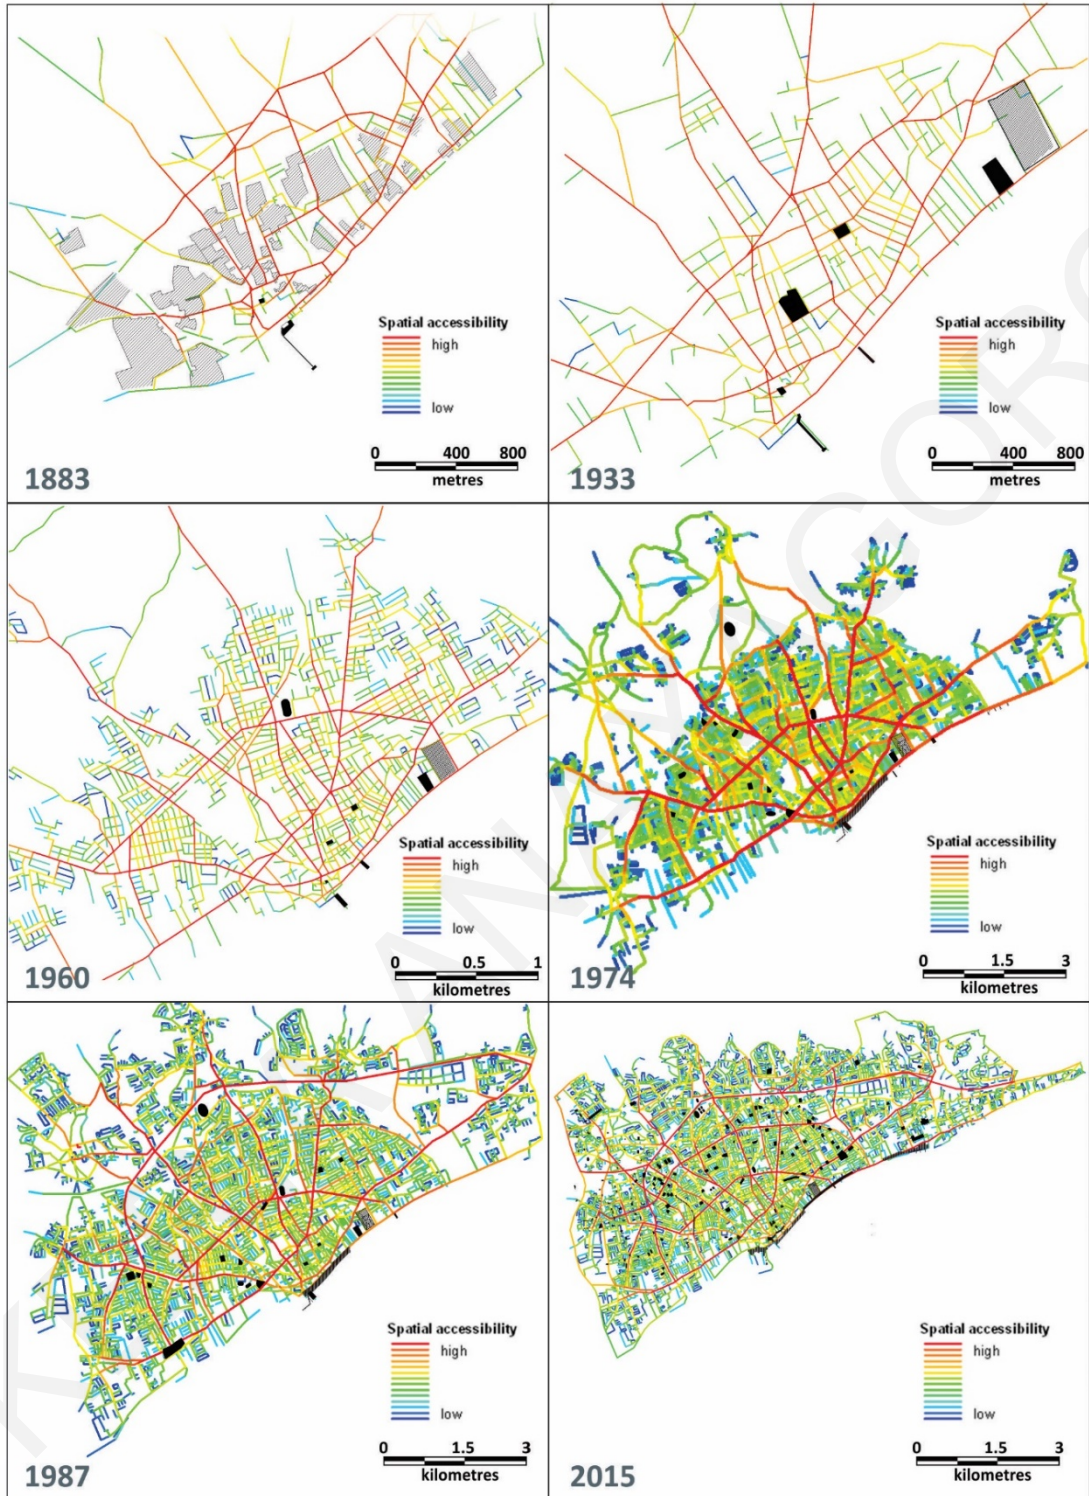 Spatial accessibility
high
low
0 400 800
metres
1883
Spatial accessibility
high
low
0 400 800
metres
1933
Spatial accessibility
high
low
0 0.5 1
kilometres
1960
Spatial accessibility
high
low
0 1.5 3
kilometres
1974
Spatial accessibility
high
low
0 1.5 3
kilometres
1987
Spatial accessibility
high
low
0 1.5 3
kilometres
2015